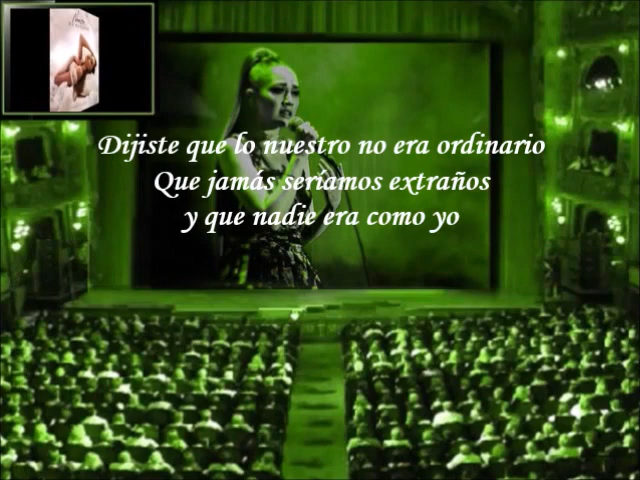 Dijiste que lo nuestro no era ordinario
Que jamás seríamos extraños
y que nadie era como yo